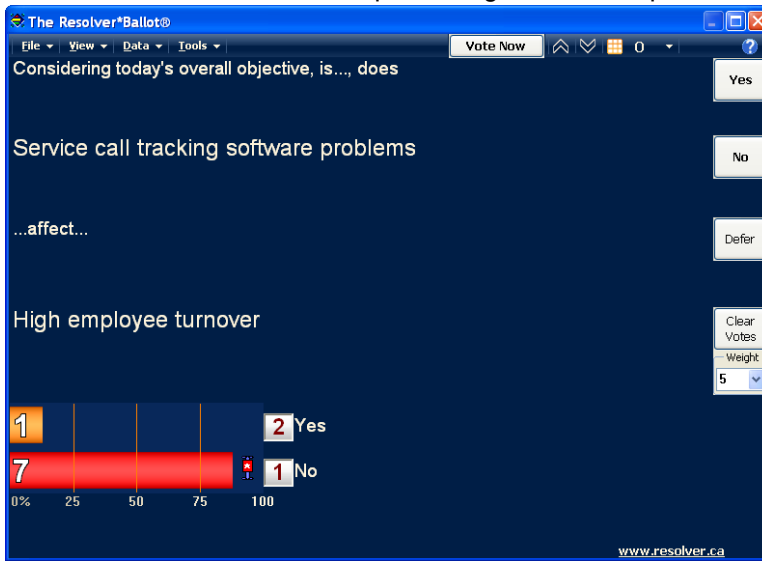 The Resolver*Ballot®
File View Data Tools Vote Now 0 ?
Considering today's overall objective, is..., does
Yes
Service call tracking software problems
No
...affect...
Defer
High employee turnover
Clear
Votes
Weight
5
1 2 Yes
7 1 No
0% 25 50 75 100
www.resolver.ca